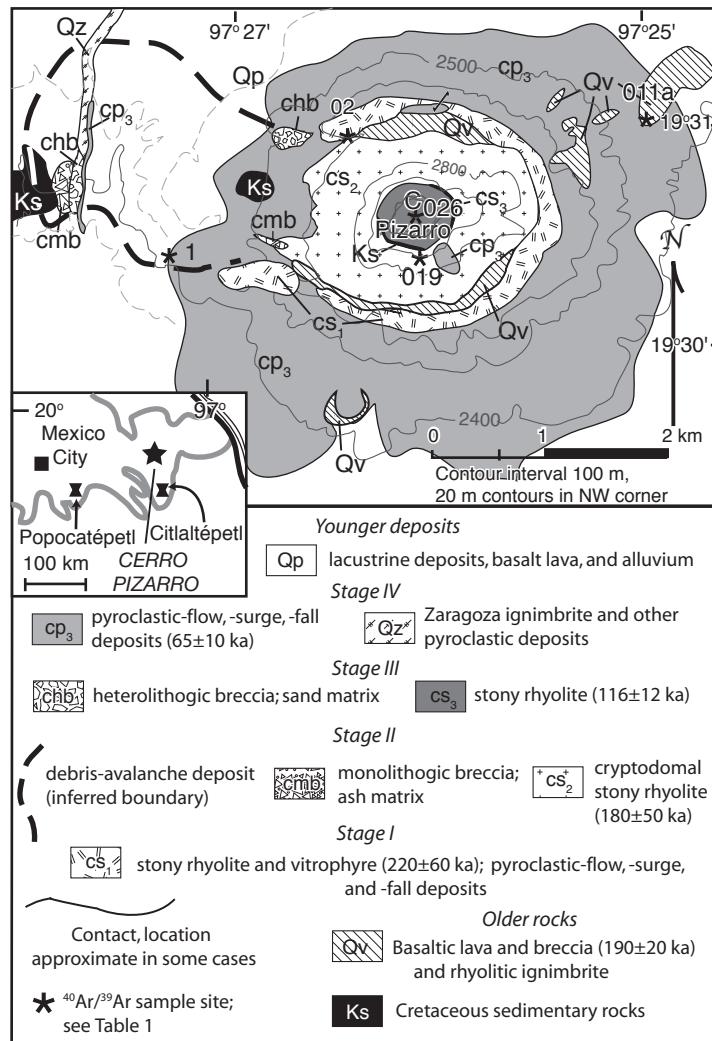 Qz
97°27'
97°25'
Qp
2500
cp3
Qv
011a
19°31'
cp3
chb
02
Qv
chb
cs2
2800
Ks
Ks
C
026
cs3
Pizarro
cmb
cmb
Ks
cp3
1
019
N
cs1
Qv
19°30'
cp3
2400
Qv
0 1 2 km
Contour interval 100 m,
20 m contours in NW corner
20°
97°
Mexico
City
Popocatépetl
Citlaltépetl
100 km
CERRO
PIZARRO
Younger deposits
Qp lacustrine deposits, basalt lava, and alluvium
Stage IV
cp3 pyroclastic-flow, -surge, -fall
deposits (65±10 ka)
Qz Zaragoza ignimbrite and other
pyroclastic deposits
Stage III
chb heterolithogic breccia; sand matrix
cs3 stony rhyolite (116±12 ka)
Stage II
debris-avalanche deposit
(inferred boundary)
cmb monolithogic breccia;
ash matrix
cs2 cryptodomal
stony rhyolite
(180±50 ka)
Stage I
cs1 stony rhyolite and vitrophyre (220±60 ka); pyroclastic-flow, -surge,
and -fall deposits
Contact, location
approximate in some cases
40Ar/39Ar sample site;
see Table 1
Older rocks
Qv Basaltic lava and breccia (190±20 ka)
and rhyolitic ignimbrite
Ks Cretaceous sedimentary rocks